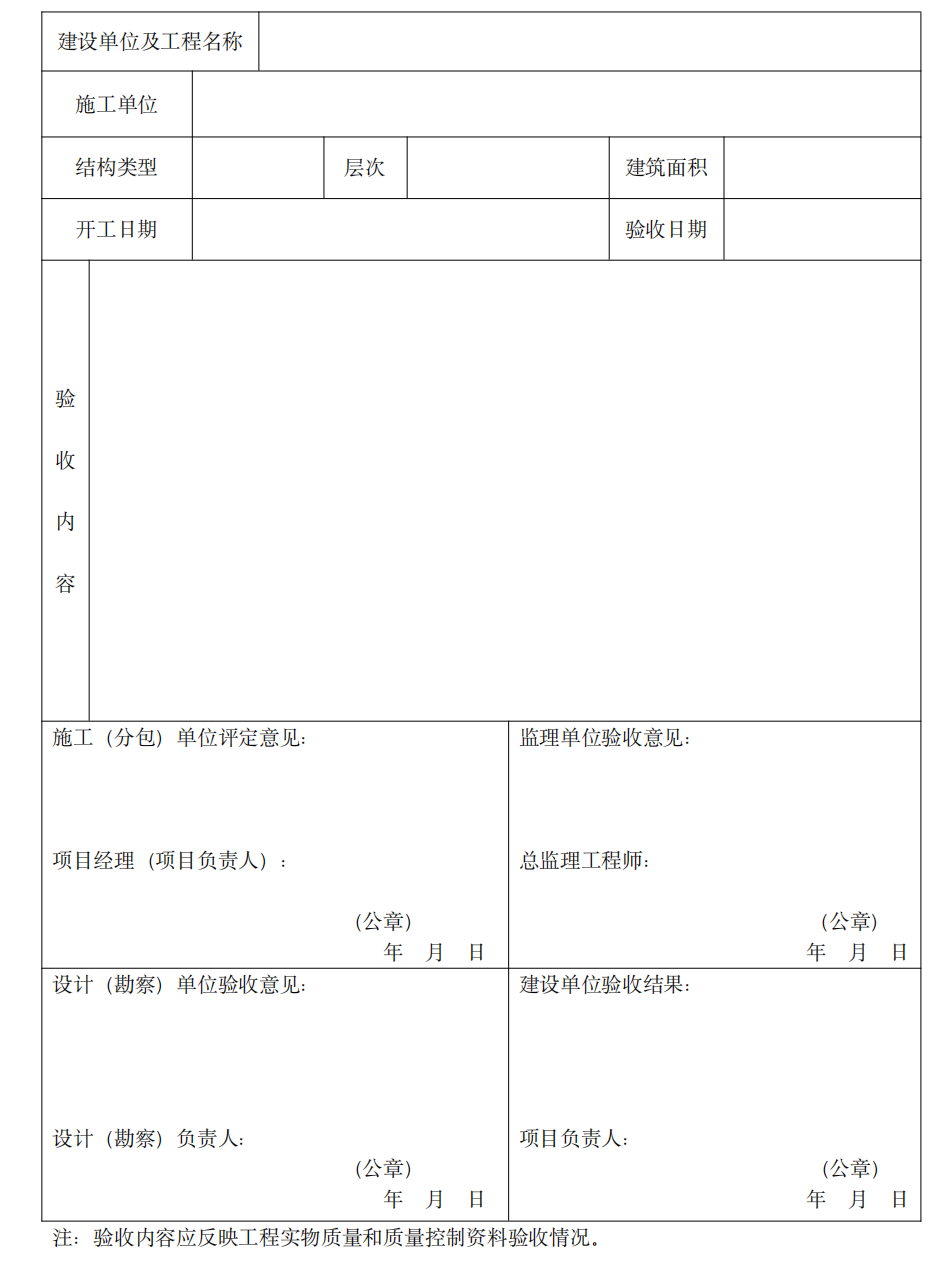 建设单位及工程名称
施工单位
结构类型 层次 建筑面积
开工日期 验收日期
验
收
内
容
施工（分包）单位评定意见：
监理单位验收意见：
项目经理（项目负责人）：
总监理工程师：
（公章）
（公章）
年 月 日
年 月 日
设计（勘察）单位验收意见：
建设单位验收结果：
设计（勘察）负责人：
项目负责人：
（公章）
（公章）
年 月 日
年 月 日
注：验收内容应反映工程实物质量和质量控制资料验收情况。